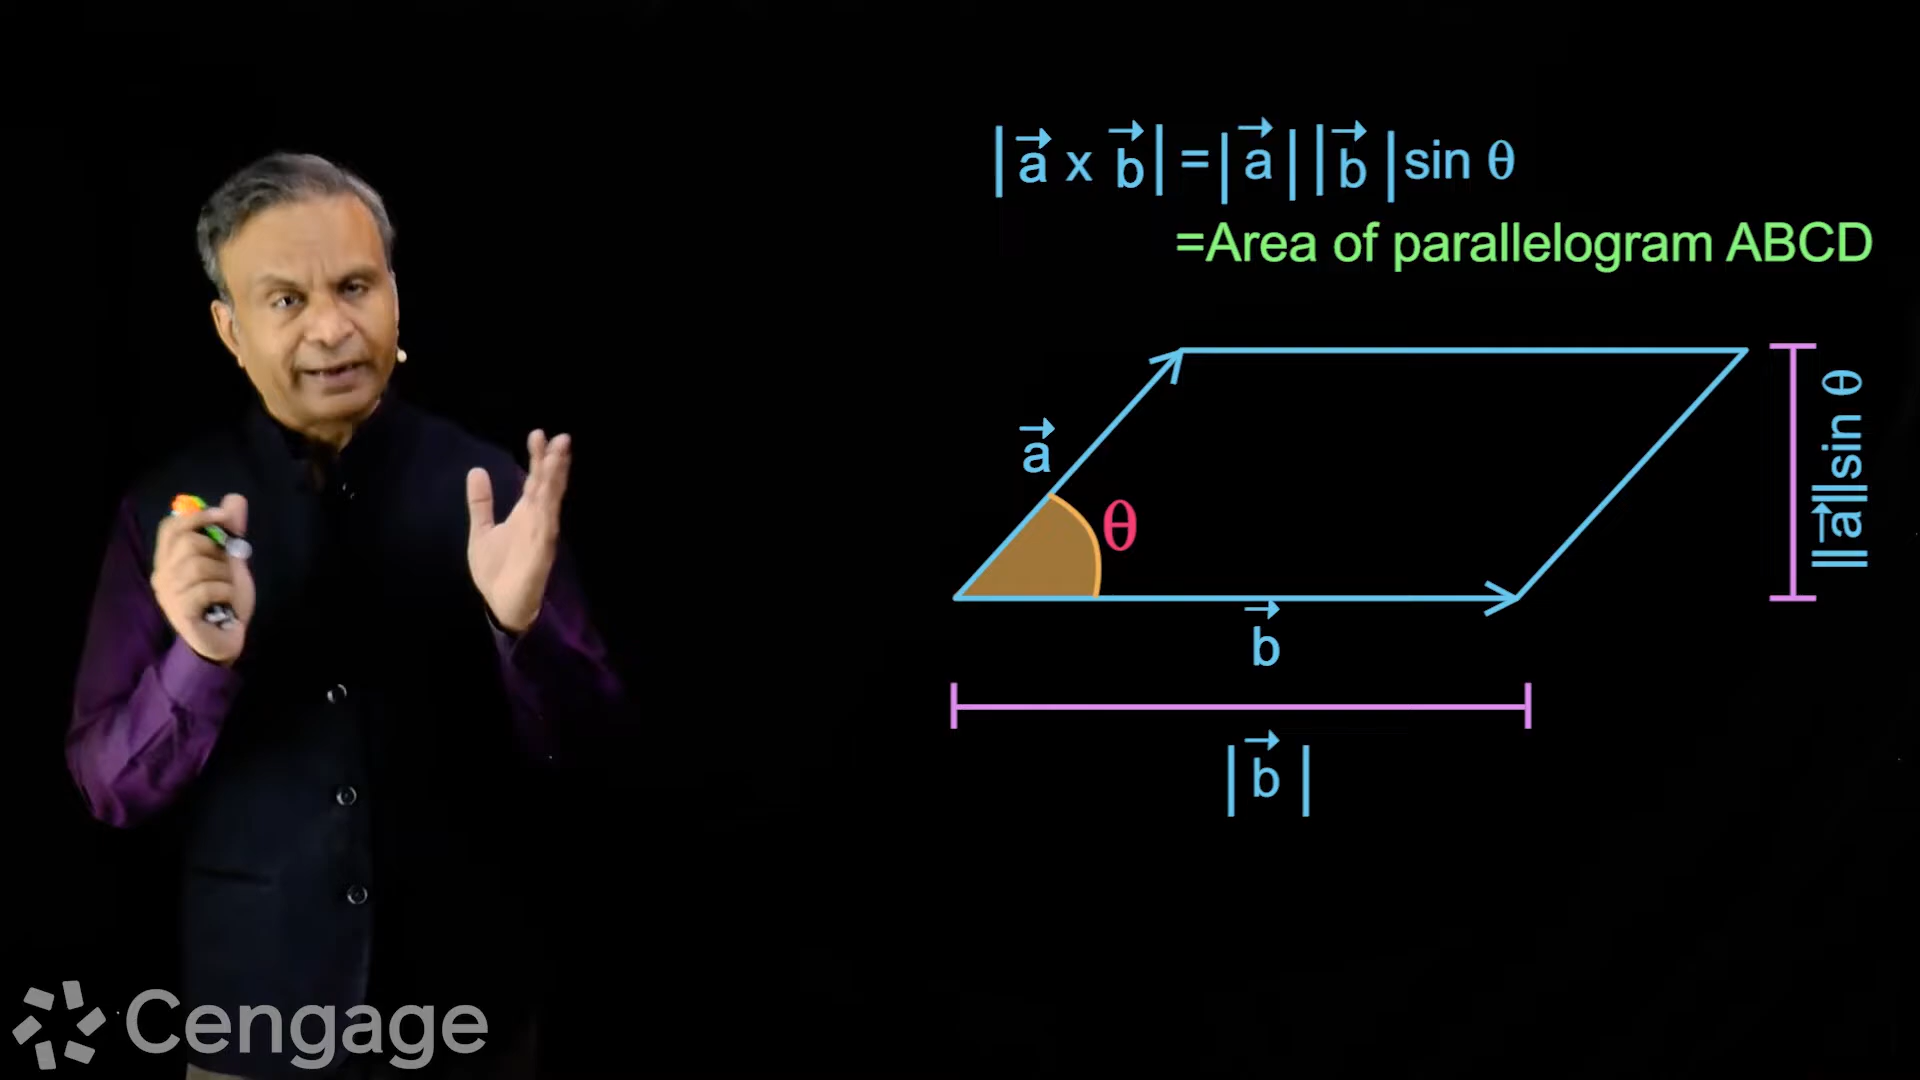 |a⃗ x b⃗| =|a⃗||b⃗|sin θ
=Area of parallelogram ABCD
a⃗
θ
||a⃗||sin θ
b⃗
|b⃗|
Cengage